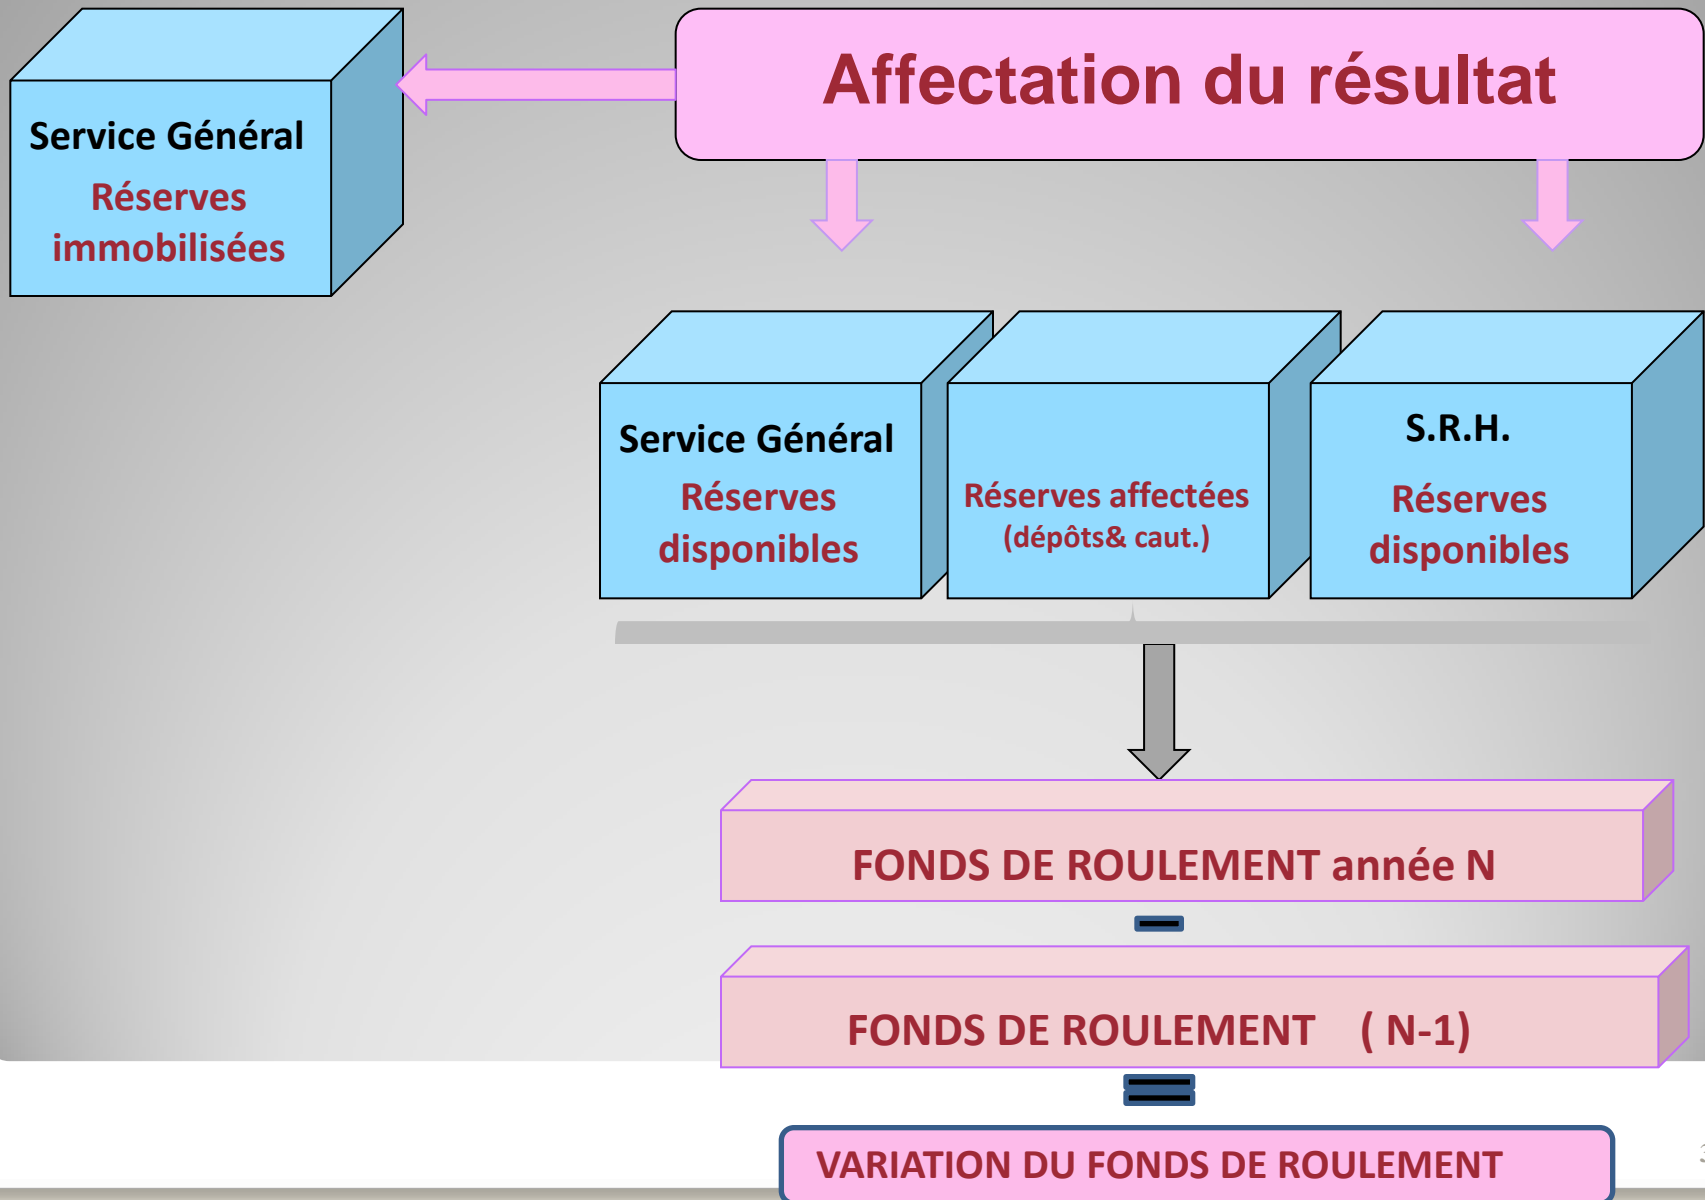 Affectation du résultat
Service Général
Réserves
immobilisées
Service Général
Réserves
disponibles
Réserves affectées
(dépôts& caut.)
S.R.H.
Réserves
disponibles
FONDS DE ROULEMENT année N
FONDS DE ROULEMENT ( N-1)
VARIATION DU FONDS DE ROULEMENT